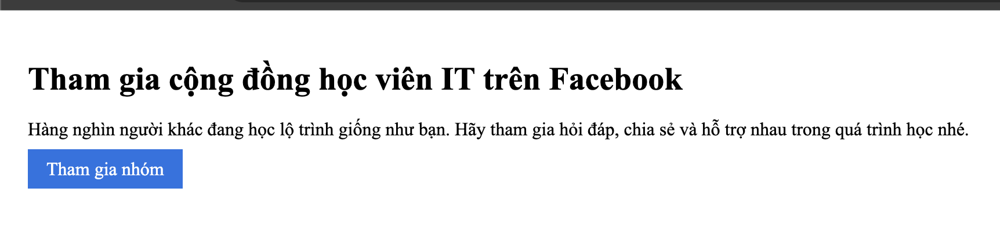 Tham gia cộng đồng học viên IT trên Facebook
Hàng nghìn người khác đang học lộ trình giống như bạn. Hãy tham gia hỏi đáp, chia sẻ và hỗ trợ nhau trong quá trình học nhé.
Tham gia nhóm